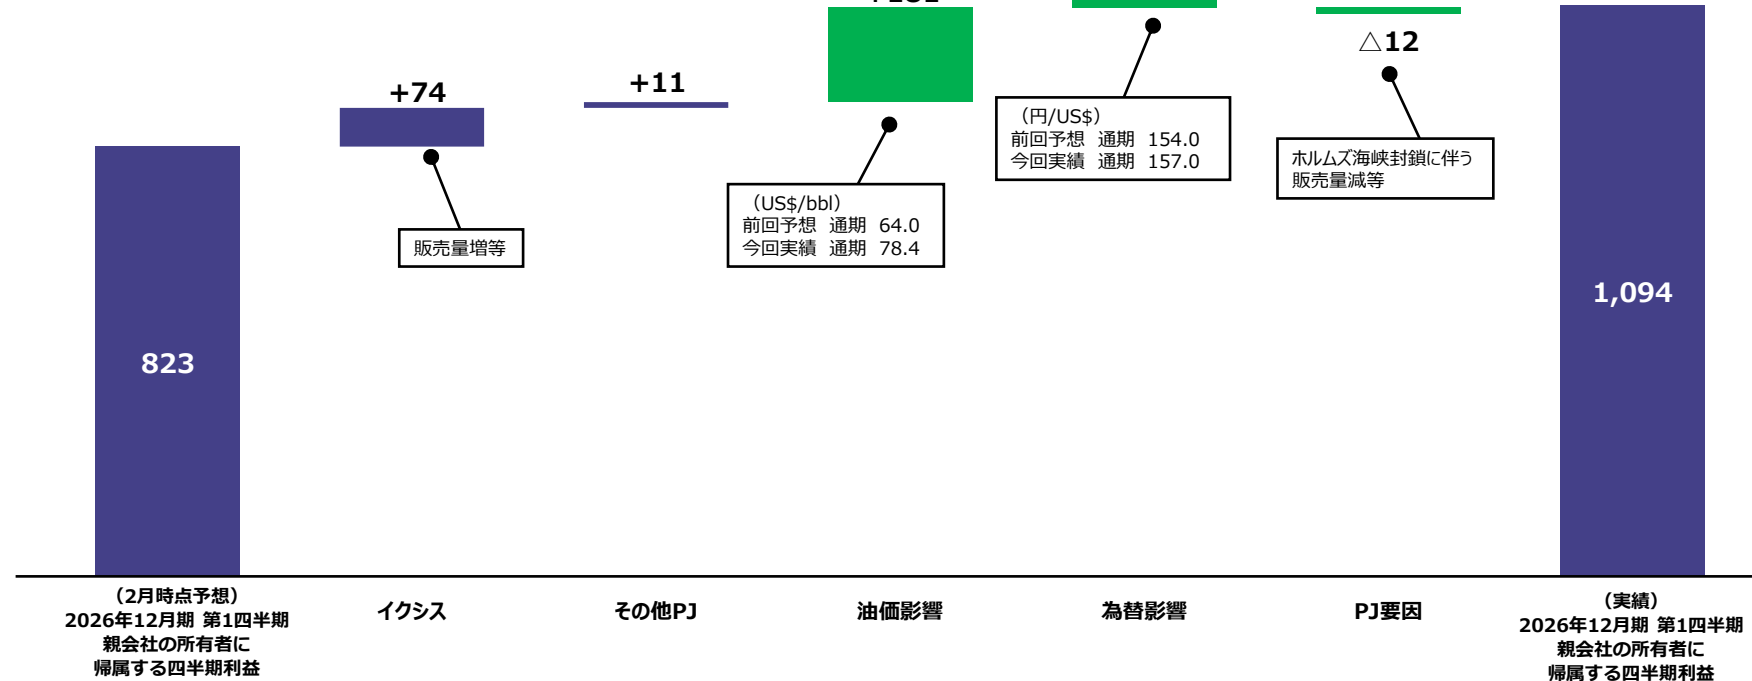 +74
+11
△12
（円/US$）
前回予想 通期 154.0
今回実績 通期 157.0
ホルムズ海峡封鎖に伴う
販売量減等
（US$/bbl）
前回予想 通期 64.0
今回実績 通期 78.4
販売量増等
823
1,094
（2月時点予想）
2026年12月期 第1四半期
親会社の所有者に
帰属する四半期利益
イクシス
その他PJ
油価影響
為替影響
PJ要因
（実績）
2026年12月期 第1四半期
親会社の所有者に
帰属する四半期利益